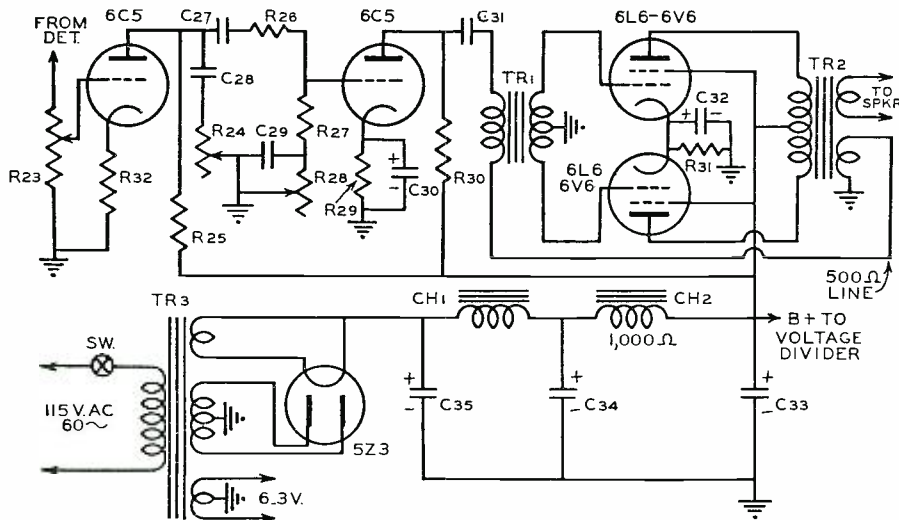 FROM
DET.
6C5
C27
R26
6C5
C31
6L6-6V6
TR2
C28
TR1
C32
+ -
TO
SPKR
R24
C29
R27
R23
R32
R28
+
-
C30
R30
6L6
6V6
R31
R29
R25
500Ω
LINE
TR3
CH1
CH2
1,000Ω
B+ TO
VOLTAGE
DIVIDER
SW.
+
-
C35
+
-
C34
+
-
C33
115V.AC
60~
5Z3
6.3V.